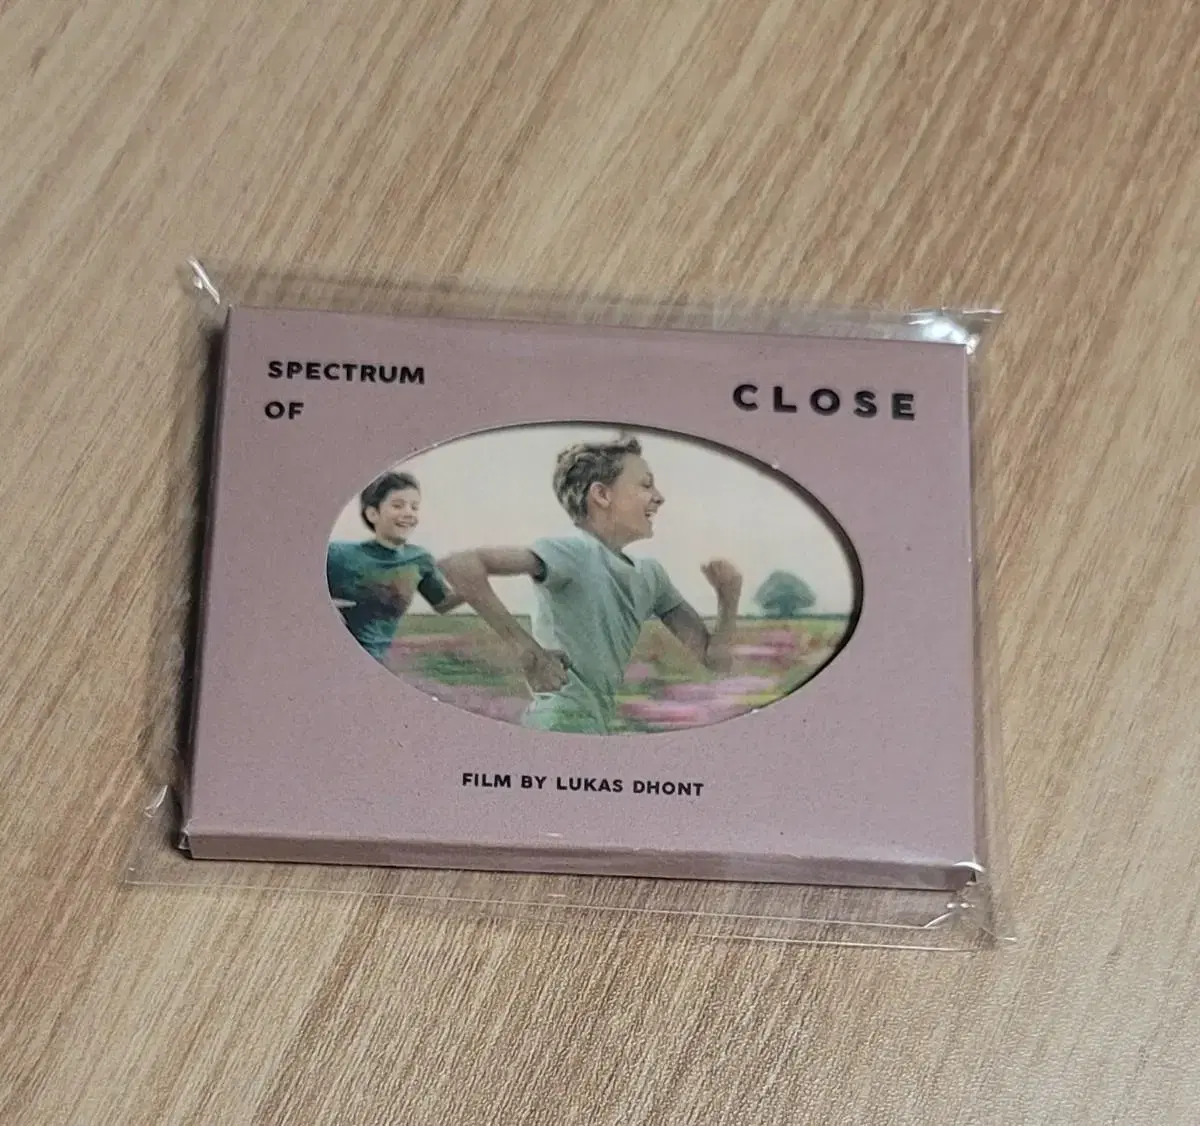 SPECTRUM
OF
CLOSE
FILM BY LUKAS DHONT